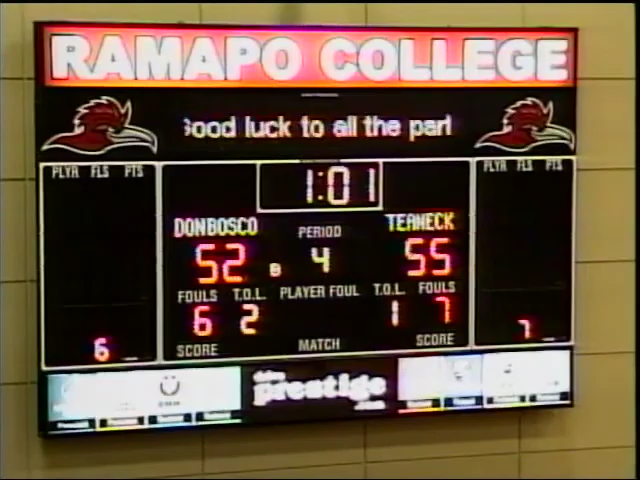 RAMAPO COLLEGE
Good luck to all the part
PLYR FLS PTS
1:01
PLYR FLS PTS
DONBOSCO PERIOD TEANECK
52 4 55
FOULS T.O.L. PLAYER FOUL T.O.L. FOULS
6 2 1 7
6 7
SCORE MATCH SCORE
prestige